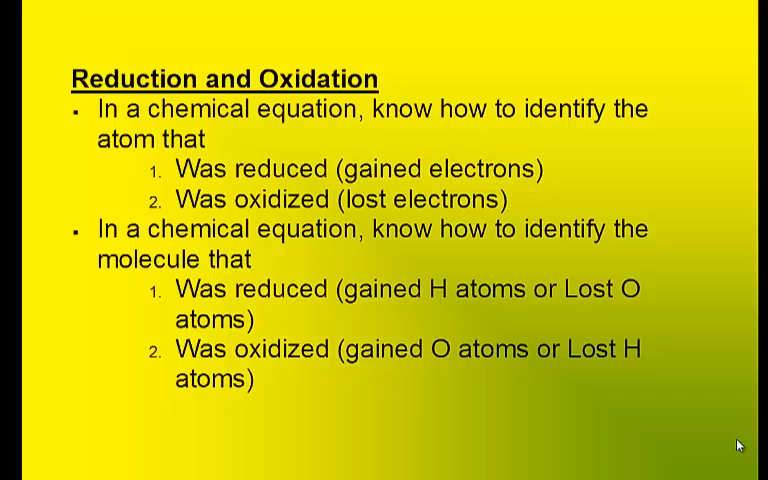 Reduction and Oxidation
▪ In a chemical equation, know how to identify the
atom that
1. Was reduced (gained electrons)
2. Was oxidized (lost electrons)
▪ In a chemical equation, know how to identify the
molecule that
1. Was reduced (gained H atoms or Lost O
atoms)
2. Was oxidized (gained O atoms or Lost H
atoms)